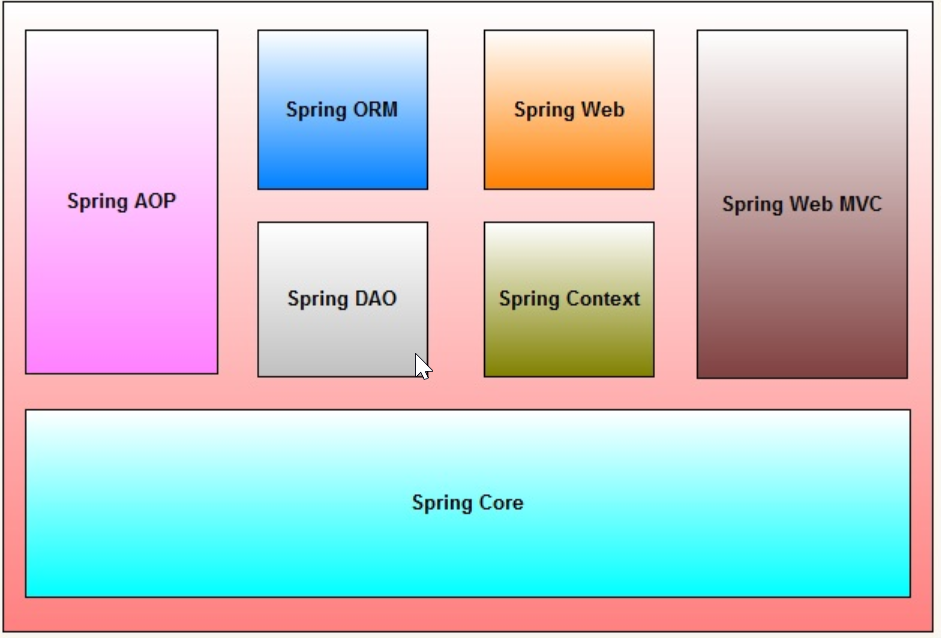 Spring ORM
Spring Web
Spring AOP
Spring Web MVC
Spring DAO
Spring Context
Spring Core